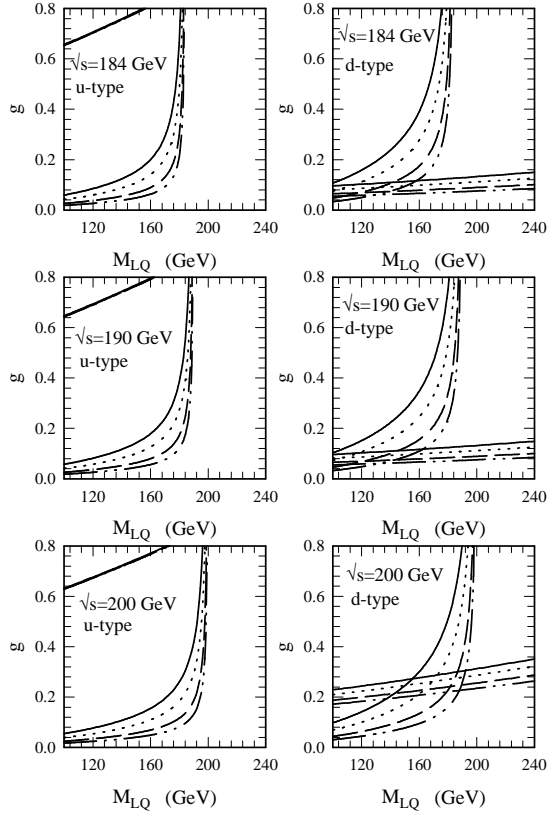 0.8 0.8
√s=184 GeV √s=184 GeV
0.6 u-type 0.6 d-type
g 0.4 g 0.4
0.2 0.2
0.0 0.0
120 160 200 240 120 160 200 240
M_LQ (GeV) M_LQ (GeV)
0.8 0.8
√s=190 GeV √s=190 GeV
0.6 u-type 0.6 d-type
g 0.4 g 0.4
0.2 0.2
0.0 0.0
120 160 200 240 120 160 200 240
M_LQ (GeV) M_LQ (GeV)
0.8 0.8
√s=200 GeV √s=200 GeV
0.6 u-type 0.6 d-type
g 0.4 g 0.4
0.2 0.2
0.0 0.0
120 160 200 240 120 160 200 240
M_LQ (GeV) M_LQ (GeV)